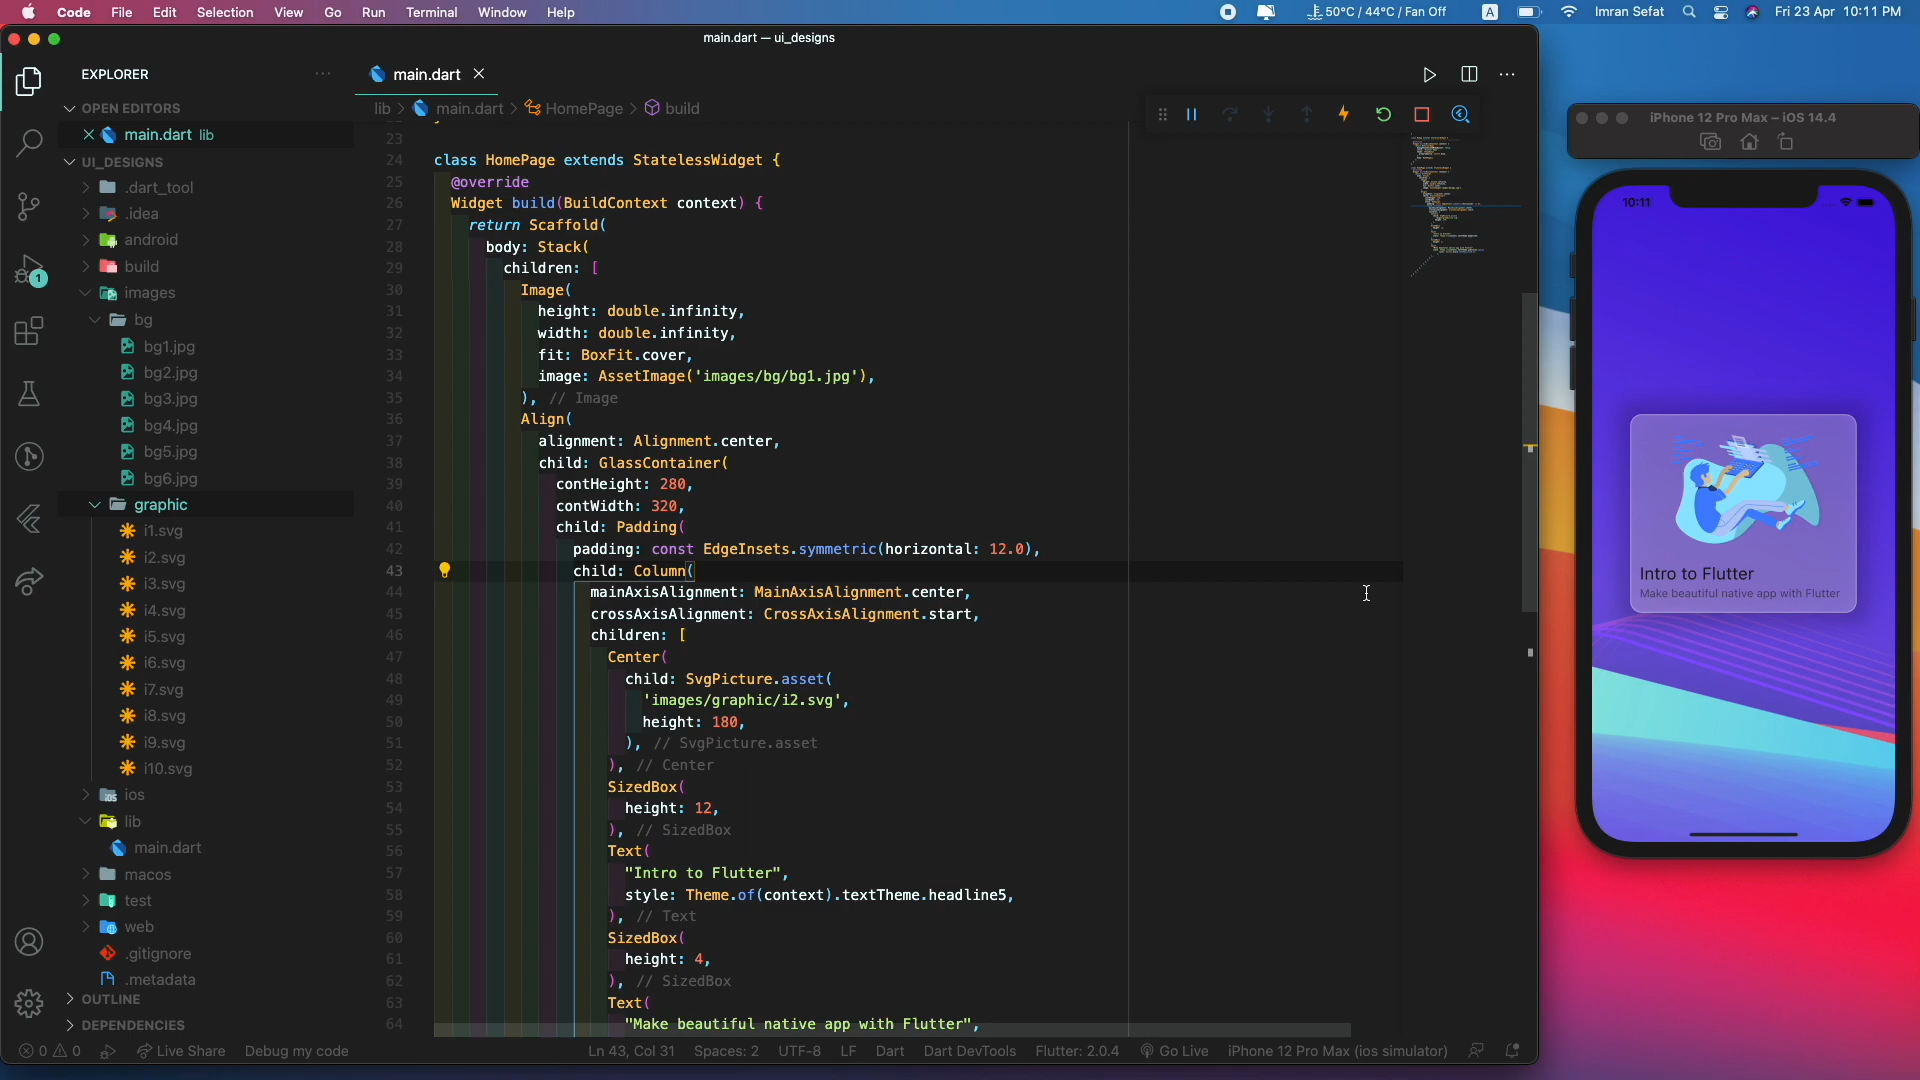 Code File Edit Selection View Go Run Terminal Window Help
50°C / 44°C / Fan Off A Imran Sefat Fri 23 Apr 10:11 PM
main.dart — ui_designs
EXPLORER
OPEN EDITORS
main.dart lib
UI_DESIGNS
.dart_tool
.idea
android
build
images
bg
bg1.jpg
bg2.jpg
bg3.jpg
bg4.jpg
bg5.jpg
bg6.jpg
graphic
i1.svg
i2.svg
i3.svg
i4.svg
i5.svg
i6.svg
i7.svg
i8.svg
i9.svg
i10.svg
ios
lib
main.dart
macos
test
web
.gitignore
.metadata
OUTLINE
DEPENDENCIES
1
main.dart
lib > main.dart > HomePage > build
23
24 class HomePage extends StatelessWidget {
25 @override
26 Widget build(BuildContext context) {
27 return Scaffold(
28 body: Stack(
29 children: [
30 Image(
31 height: double.infinity,
32 width: double.infinity,
33 fit: BoxFit.cover,
34 image: AssetImage('images/bg/bg1.jpg'),
35 ), // Image
36 Align(
37 alignment: Alignment.center,
38 child: GlassContainer(
39 contHeight: 280,
40 contWidth: 320,
41 child: Padding(
42 padding: const EdgeInsets.symmetric(horizontal: 12.0),
43 child: Column(
44 mainAxisAlignment: MainAxisAlignment.center,
45 crossAxisAlignment: CrossAxisAlignment.start,
46 children: [
47 Center(
48 child: SvgPicture.asset(
49 'images/graphic/i2.svg',
50 height: 180,
51 ), // SvgPicture.asset
52 ), // Center
53 SizedBox(
54 height: 12,
55 ), // SizedBox
56 Text(
57 "Intro to Flutter",
58 style: Theme.of(context).textTheme.headline5,
59 ), // Text
60 SizedBox(
61 height: 4,
62 ), // SizedBox
63 Text(
64 "Make beautiful native app with Flutter",
0 0 Live Share Debug my code Ln 43, Col 31 Spaces: 2 UTF-8 LF Dart Dart DevTools Flutter: 2.0.4 Go Live iPhone 12 Pro Max (ios simulator)
iPhone 12 Pro Max – iOS 14.4
10:11
Intro to Flutter
Make beautiful native app with Flutter